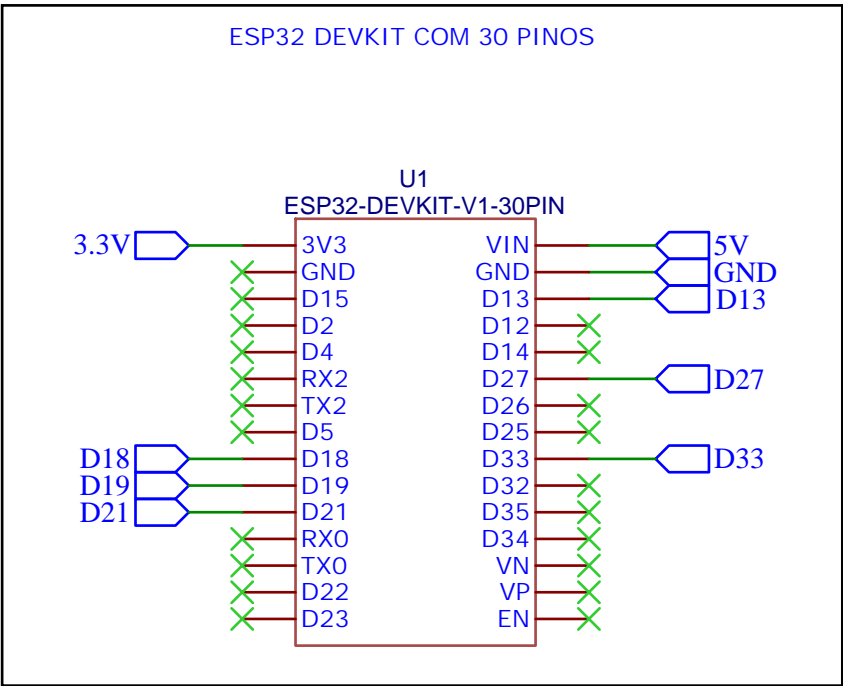 ESP32 DEVKIT COM 30 PINOS
U1
ESP32-DEVKIT-V1-30PIN
3.3V 3V3 VIN 5V
GND GND GND
D15 D13 D13
D2 D12
D4 D14
RX2 D27 D27
TX2 D26
D5 D25
D18 D18 D33 D33
D19 D19 D32
D21 D21 D35
RX0 D34
TX0 VN
D22 VP
D23 EN